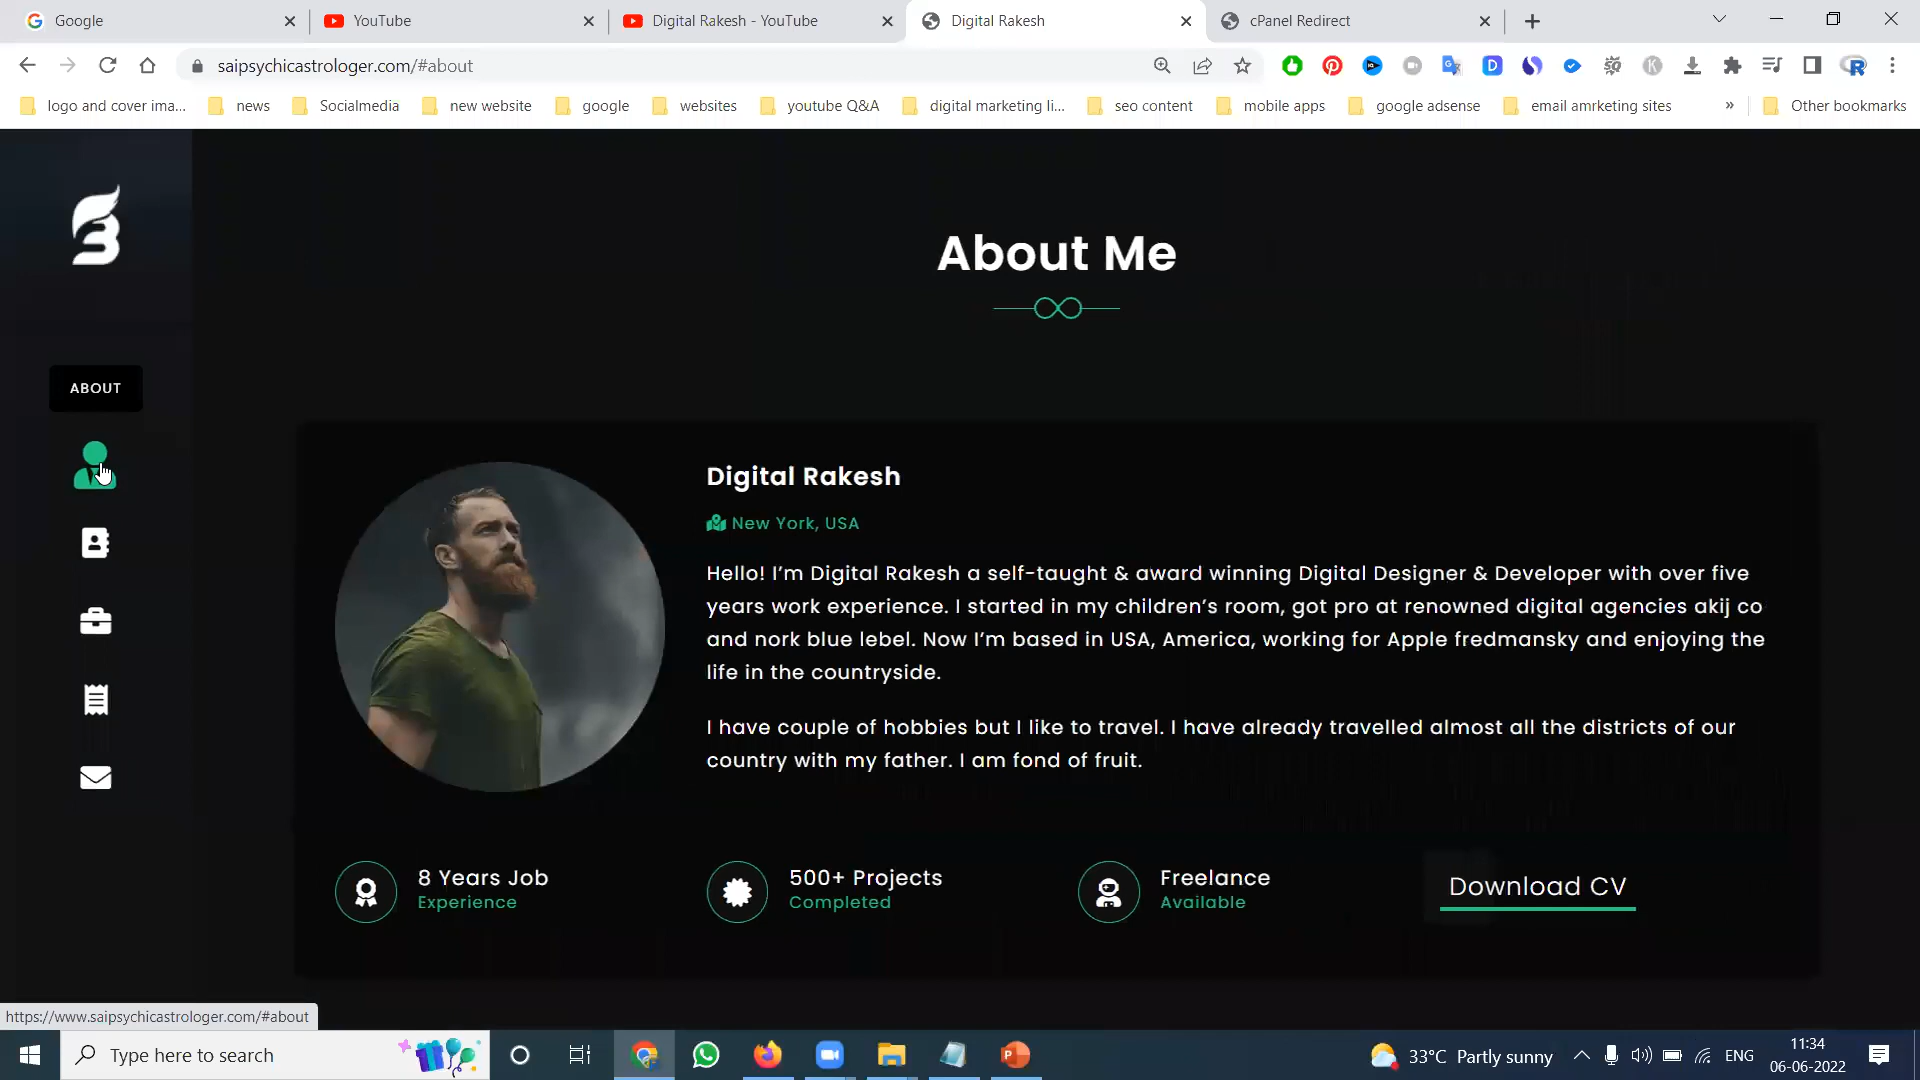 Google
YouTube
Digital Rakesh - YouTube
Digital Rakesh
cPanel Redirect
saipsychicastrologer.com/#about
logo and cover ima...
news
Socialmedia
new website
google
websites
youtube Q&A
digital marketing li...
seo content
mobile apps
google adsense
email amrketing sites
»
Other bookmarks
About Me
ABOUT
Digital Rakesh
New York, USA
Hello! I’m Digital Rakesh a self-taught & award winning Digital Designer & Developer with over five
years work experience. I started in my children’s room, got pro at renowned digital agencies akij co
and nork blue lebel. Now I’m based in USA, America, working for Apple fredmansky and enjoying the
life in the countryside.
I have couple of hobbies but I like to travel. I have already travelled almost all the districts of our
country with my father. I am fond of fruit.
8 Years Job
Experience
500+ Projects
Completed
Freelance
Available
Download CV
https://www.saipsychicastrologer.com/#about
Type here to search
33°C Partly sunny
ENG
11:34
06-06-2022